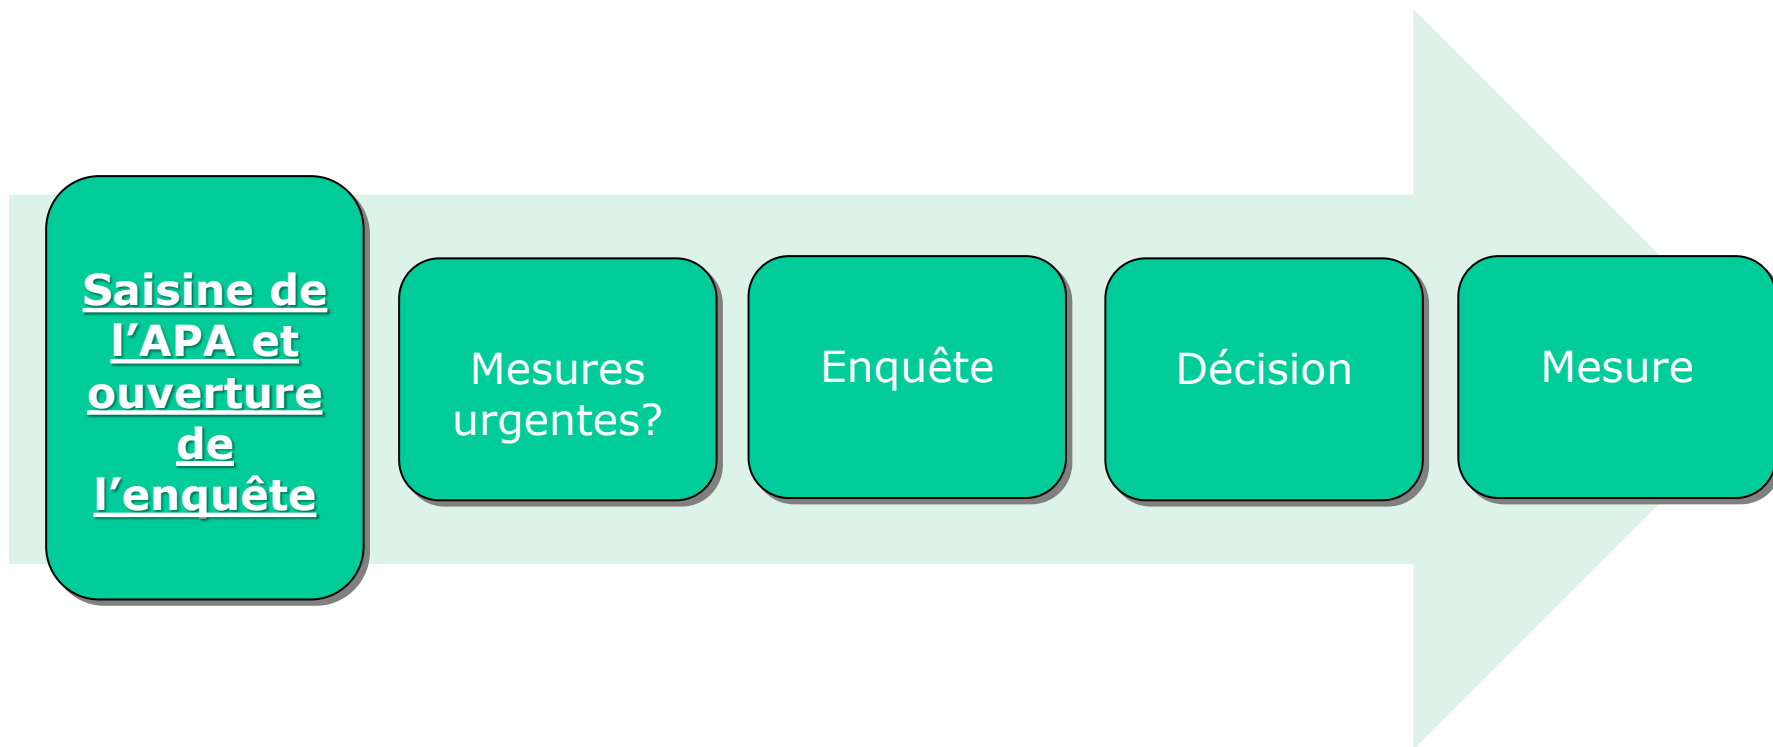 Saisine de
l’APA et
ouverture
de
l’enquête
Mesures
urgentes?
Enquête
Décision
Mesure